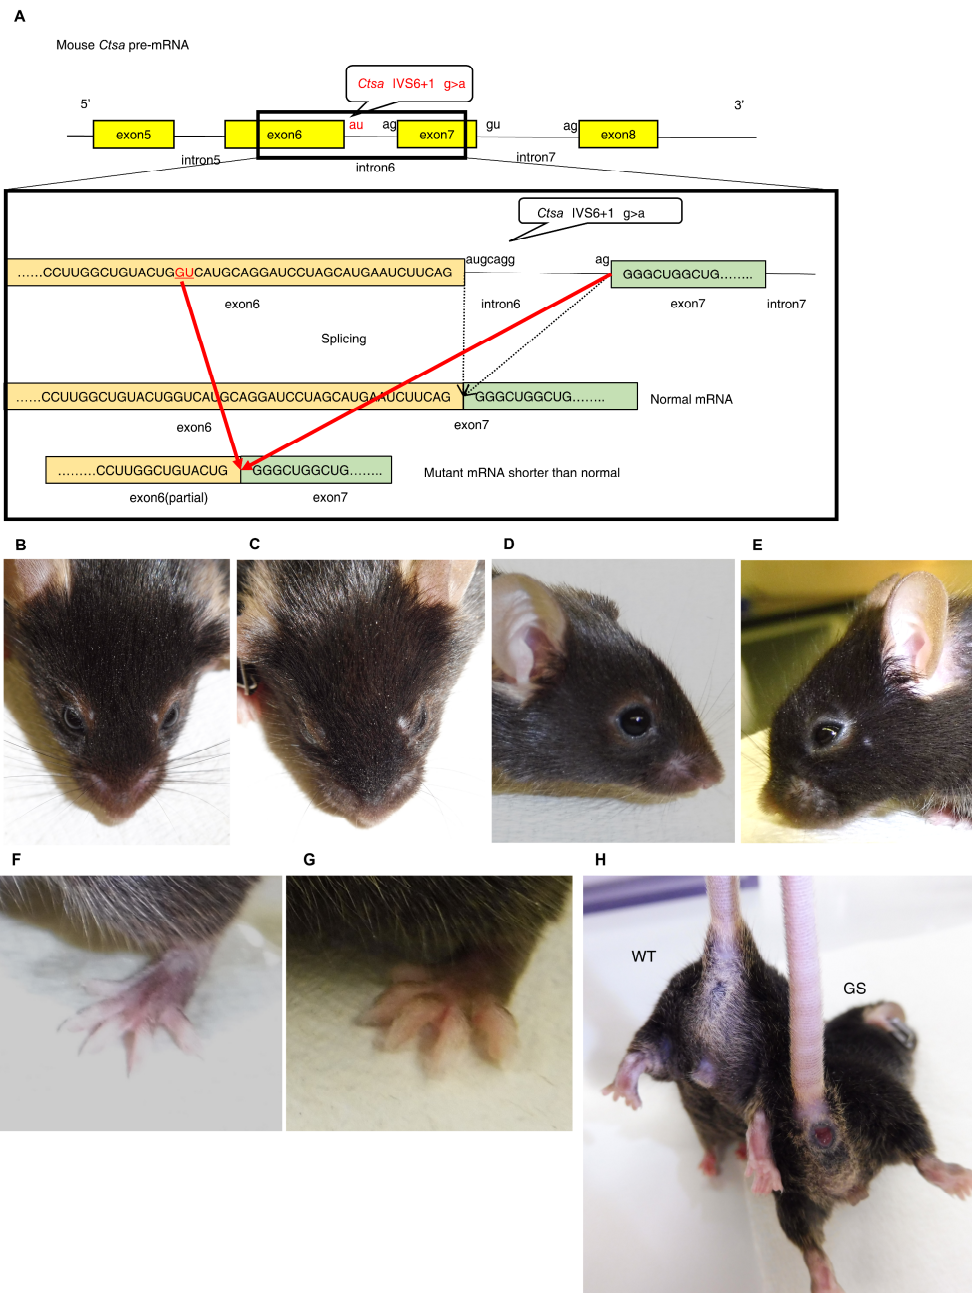 A
Mouse Ctsa pre-mRNA
Ctsa IVS6+1 g>a
5'
3'
exon5
exon6
au
ag
exon7
gu
ag
exon8
intron5
intron6
intron7
Ctsa IVS6+1 g>a
......CCUUGGCUGUACUGGUCAUGCAGGAUCCUAGCAUGAAUCUUCAG
augcagg
ag
GGGCUGGCUG........
exon6
intron6
exon7
intron7
Splicing
......CCUUGGCUGUACUGGUCAUGCAGGAUCCUAGCAUGAAUCUUCAG
GGGCUGGCUG........
Normal mRNA
exon6
exon7
.........CCUUGGCUGUACUG
GGGCUGGCUG........
Mutant mRNA shorter than normal
exon6(partial)
exon7
B
C
D
E
F
G
H
WT
GS